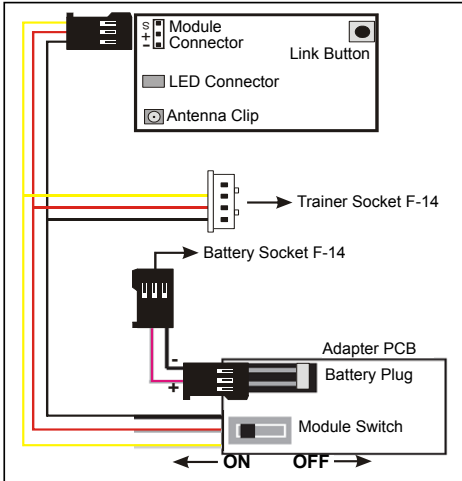 S
+
-
Module
Connector
Link Button
LED Connector
Antenna Clip
Trainer Socket F-14
Battery Socket F-14
Adapter PCB
-
+
Battery Plug
Module Switch
ON OFF